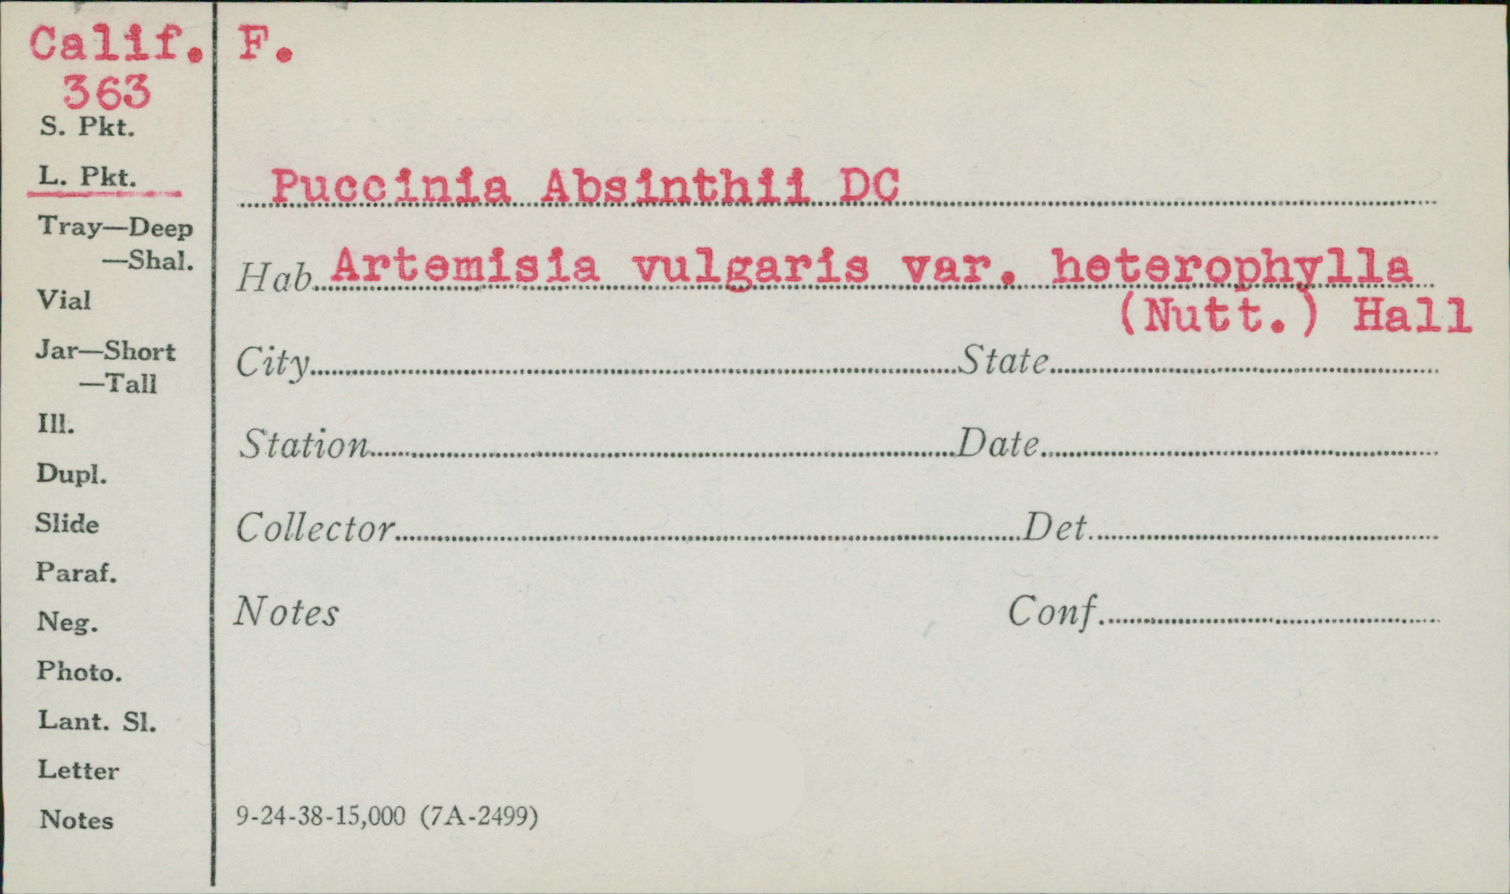 Calif. F.
363
S. Pkt.
L. Pkt.
Puccinia Absinthii DC
Tray—Deep
—Shal.
Hab. Artemisia vulgaris var. heterophylla
(Nutt.) Hall
Vial
Jar—Short
—Tall
City State
Ill.
Station Date
Dupl.
Slide
Collector Det.
Paraf.
Neg.
Notes Conf.
Photo.
Lant. Sl.
Letter
Notes
9-24-38-15,000 (7A-2499)